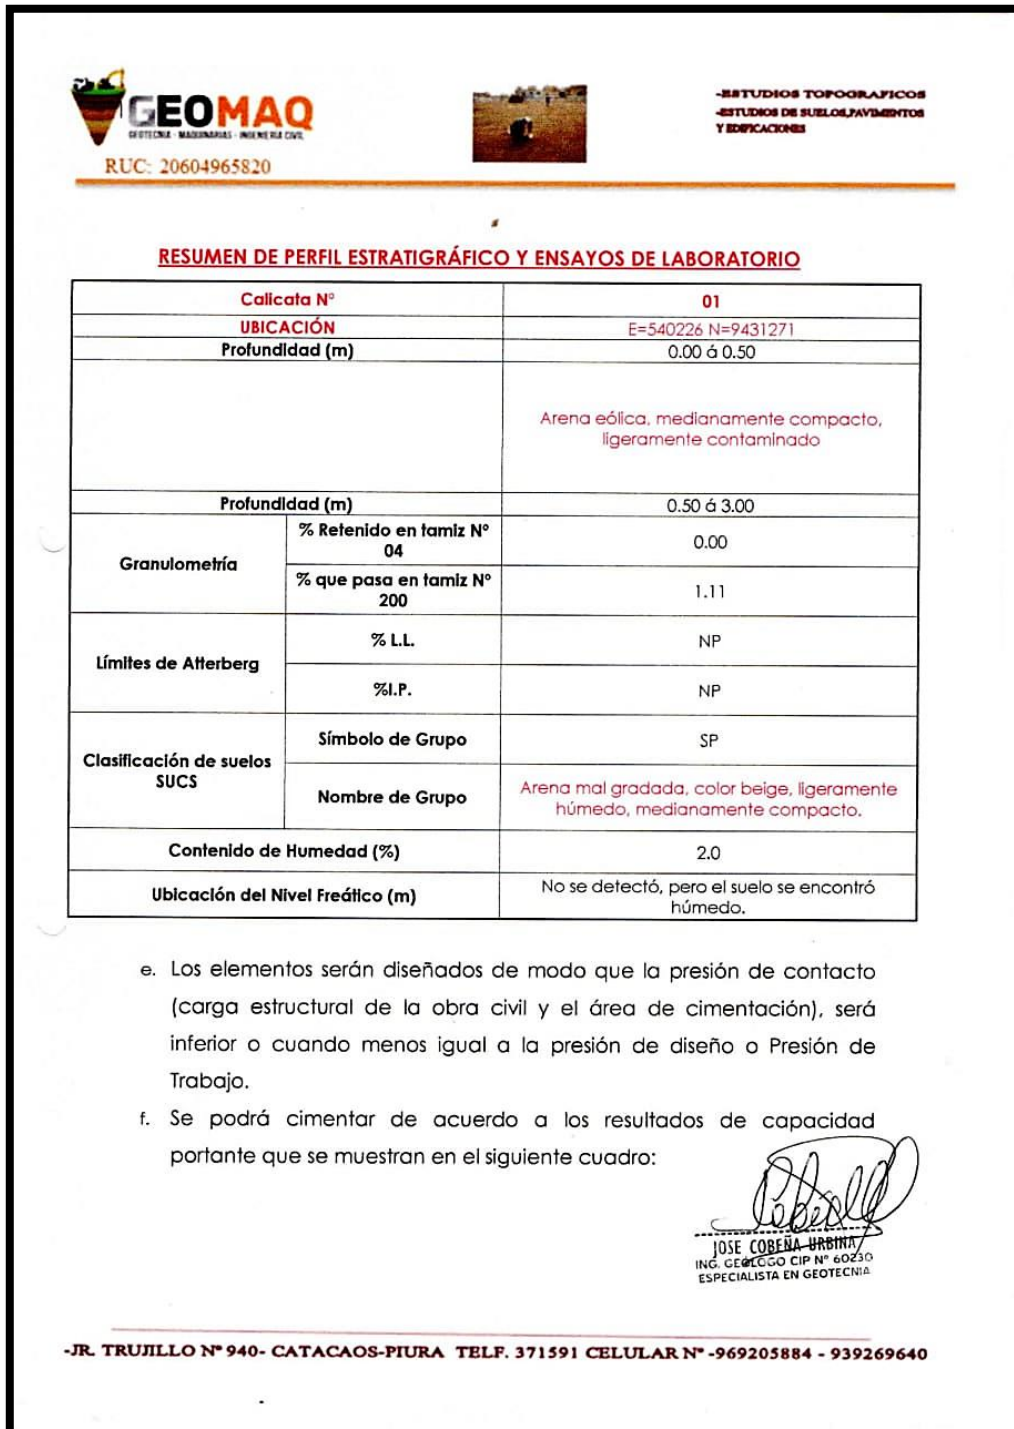 GEOMAQ
GEOTECNIA - MAQUINARIAS - INGENIERIA CIVIL
RUC: 20604965820
-ESTUDIOS TOPOGRAFICOS
-ESTUDIOS DE SUELOS,PAVIMENTOS
Y EDIFICACIONES
RESUMEN DE PERFIL ESTRATIGRÁFICO Y ENSAYOS DE LABORATORIO
Calicata N° 01
UBICACIÓN E=540226 N=9431271
Profundidad (m) 0.00 á 0.50
Arena eólica, medianamente compacto,
ligeramente contaminado
Profundidad (m) 0.50 á 3.00
Granulometría
% Retenido en tamiz N°
04
0.00
% que pasa en tamiz N°
200
1.11
Límites de Atterberg
% L.L. NP
%I.P. NP
Clasificación de suelos
SUCS
Símbolo de Grupo SP
Nombre de Grupo
Arena mal gradada, color beige, ligeramente
húmedo, medianamente compacto.
Contenido de Humedad (%) 2.0
Ubicación del Nivel Freático (m)
No se detectó, pero el suelo se encontró
húmedo.
e. Los elementos serán diseñados de modo que la presión de contacto
(carga estructural de la obra civil y el área de cimentación), será
inferior o cuando menos igual a la presión de diseño o Presión de
Trabajo.
f. Se podrá cimentar de acuerdo a los resultados de capacidad
portante que se muestran en el siguiente cuadro:
JOSE COBEÑA URBINA
ING. GEOLOGO CIP N° 60230
ESPECIALISTA EN GEOTECNIA
-JR. TRUJILLO N° 940- CATACAOS-PIURA TELF. 371591 CELULAR N° -969205884 - 939269640